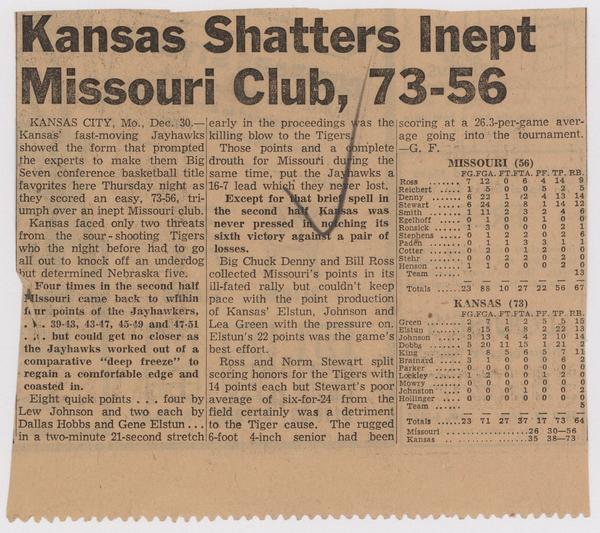 Kansas Shatters Inept
Missouri Club, 73-56
KANSAS CITY, Mo., Dec. 30.—
Kansas' fast-moving Jayhawks
showed the form that prompted
the experts to make them Big
Seven conference basketball title
favorites here Thursday night as
they scored an easy, 73-56, tri-
umph over an inept Missouri club.
Kansas faced only two threats
from the sour-shooting Tigers
who the night before had to go
all out to knock off an underdog
but determined Nebraska five.
Four times in the second half
Missouri came back to within
four points of the Jayhawkers,
. . . 39-43, 43-47, 45-49 and 47-51
. . . but could get no closer as
the Jayhawks worked out of a
comparative "deep freeze" to
regain a comfortable edge and
coasted in.
Eight quick points . . . four by
Lew Johnson and two each by
Dallas Hobbs and Gene Elstun . . .
in a two-minute 21-second stretch
early in the proceedings was the
killing blow to the Tigers.
Those points and a complete
drouth for Missouri during the
same time, put the Jayhawks a
16-7 lead which they never lost.
Except for that brief spell in
the second half Kansas was
never pressed in notching its
sixth victory against a pair of
losses.
Big Chuck Denny and Bill Ross
collected Missouri's points in its
ill-fated rally but couldn't keep
pace with the point production
of Kansas' Elstun, Johnson and
Lea Green with the pressure on.
Elstun's 22 points was the game's
best effort.
Ross and Norm Stewart split
scoring honors for the Tigers with
14 points each but Stewart's poor
average of six-for-24 from the
field certainly was a detriment
to the Tiger cause. The rugged
6-foot 4-inch senior had been
scoring at a 26.3-per-game aver-
age going into the tournament.
—G. F.
MISSOURI (56)
FG.FGA. FT.FTA. PF. TP. RB.
Ross ..... 7 12 0 6 4 14 9
Reichert .. 1 5 0 0 5 2 5
Denny .... 6 22 1 2 4 13 14
Stewart ... 6 24 2 8 1 14 12
Smith .... 1 11 2 3 2 4 6
Egelhoff .. 0 1 0 0 1 0 0
Ronsick .. 1 3 0 0 0 2 1
Stephens .. 0 1 2 2 0 2 6
Paden .... 0 1 1 3 3 1 1
Cotter .... 0 2 0 1 2 0 0
Stehr ..... 0 0 2 2 0 2 0
Henson ... 1 1 0 0 0 2 0
Team ..... 13
Totals ..... 23 83 10 27 22 56 67
KANSAS (73)
FG.FGA. FT.FTA. PF. TP. RB.
Green .... 2 7 1 2 5 5 15
Elstun .... 8 15 6 8 2 22 13
Johnson .. 3 13 4 4 2 10 14
Dobbs .... 5 20 11 15 1 21 2
King ..... 1 8 5 6 3 7 11
Brainard .. 3 1 0 0 0 6 2
Parker .... 0 0 0 0 0 0 0
Lockley ... 1 2 0 1 2 0
Mowry .... 0 0 0 0 0 0 0
Johnston .. 0 0 0 1 0 0 2
Hollinger .. 0 0 0 0 0 0 0
Team ..... 5
Totals ..... 23 71 27 37 17 73 64
Missouri ..... 26 30—56
Kansas ..... 35 38—73